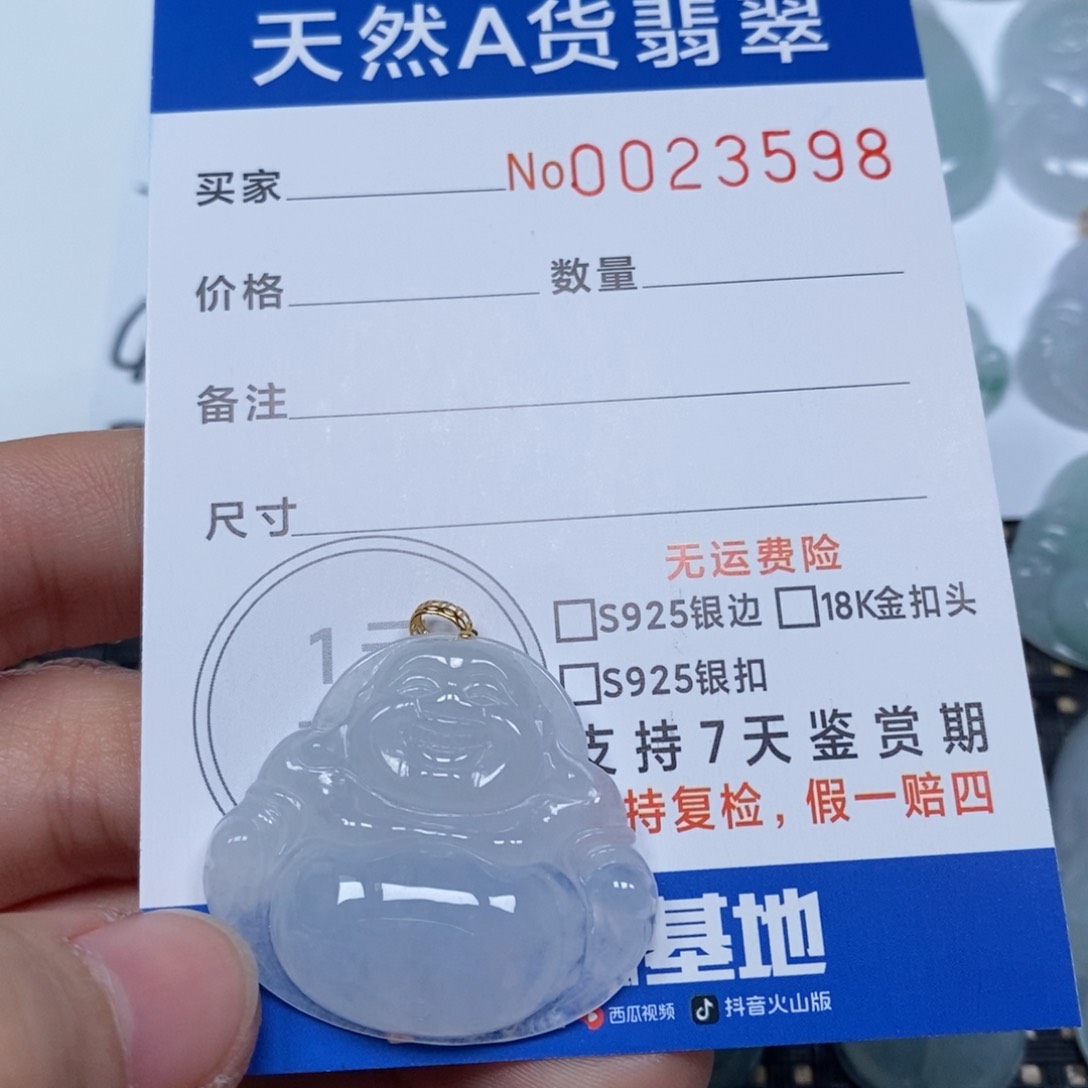 天然A货翡翠
买家 No0023598
价格 数量
备注
尺寸
无运费险
S925银边 18K金扣头
1元
S925银扣
支持7天鉴赏期
持复检，假一赔四
基地
西瓜视频 抖音火山版